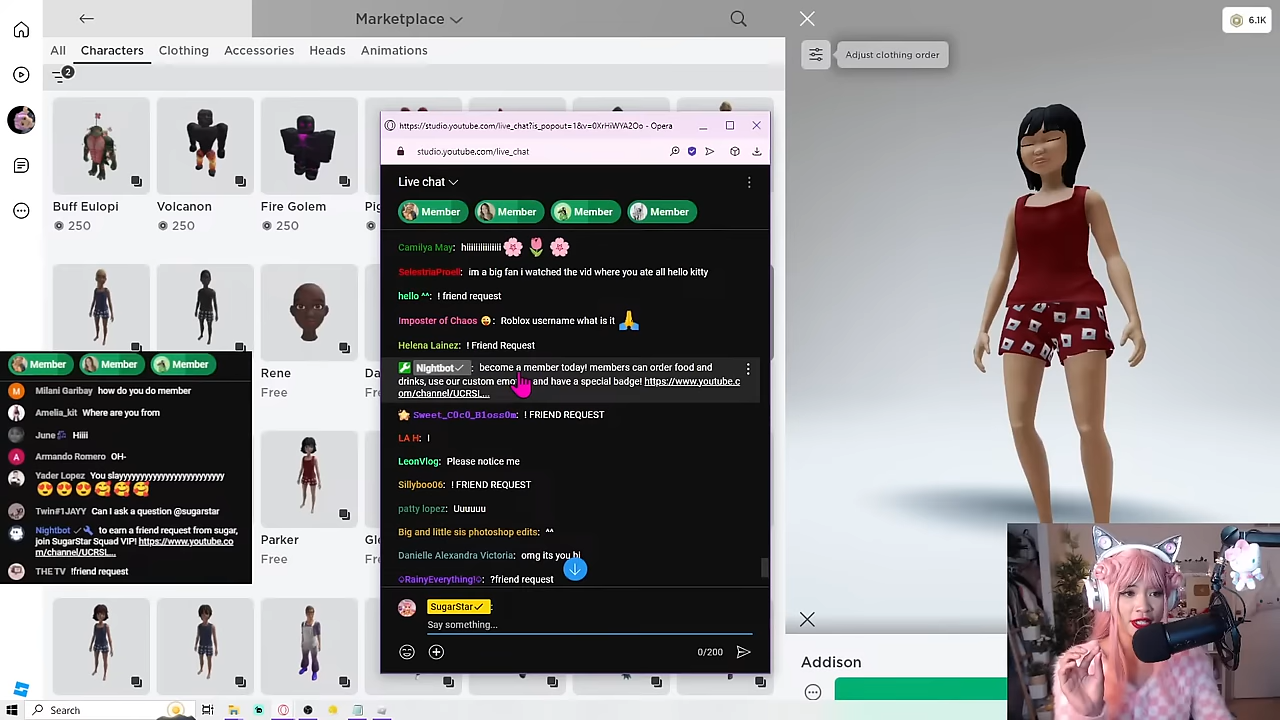 Marketplace
6.1K
All Characters Clothing Accessories Heads Animations
2
Adjust clothing order
Buff Eulopi
250
Volcanon
250
Fire Golem
250
Rene
Free
Parker
Free
https://studio.youtube.com/live_chat?is_popout=1&v=0XrHiWYA2Oo - Opera
studio.youtube.com/live_chat
Live chat
Member Member Member Member
Camilya May: hiiiiiiiiiiiiii
SelestriaProell: im a big fan i watched the vid where you ate all hello kitty
hello ^^: ! friend request
Imposter of Chaos 😀: Roblox username what is it 🙏
Helena Lainez: ! Friend Request
Nightbot: become a member today! members can order food and
drinks, use our custom and have a special badge! https://www.youtube.c
om/channel/UCRSL...
Sweet_C0c0_Bloss0m: ! FRIEND REQUEST
LA H: I
LeonVlog: Please notice me
Sillyboo06: ! FRIEND REQUEST
patty lopez: Uuuuuu
Big and little sis photoshop edits: ^^
Danielle Alexandra Victoria: omg its you hi
RainyEverything!: ?friend request
SugarStar
Say something...
0/200
Member Member Member
Milani Garibay how do you do member
Amelia_kit Where are you from
June Hiiii
Armando Romero OH-
Yader Lopez You slayyyyyyyyyyyyyyyyyyyyyyyy
😍😍😍🥰🥰🥰
Twin#1JAYY Can I ask a question @sugarstar
Nightbot to earn a friend request from sugar,
join SugarStar Squad VIP! https://www.youtube.co
m/channel/UCRSL...
THE TV !friend request
Addison
Search